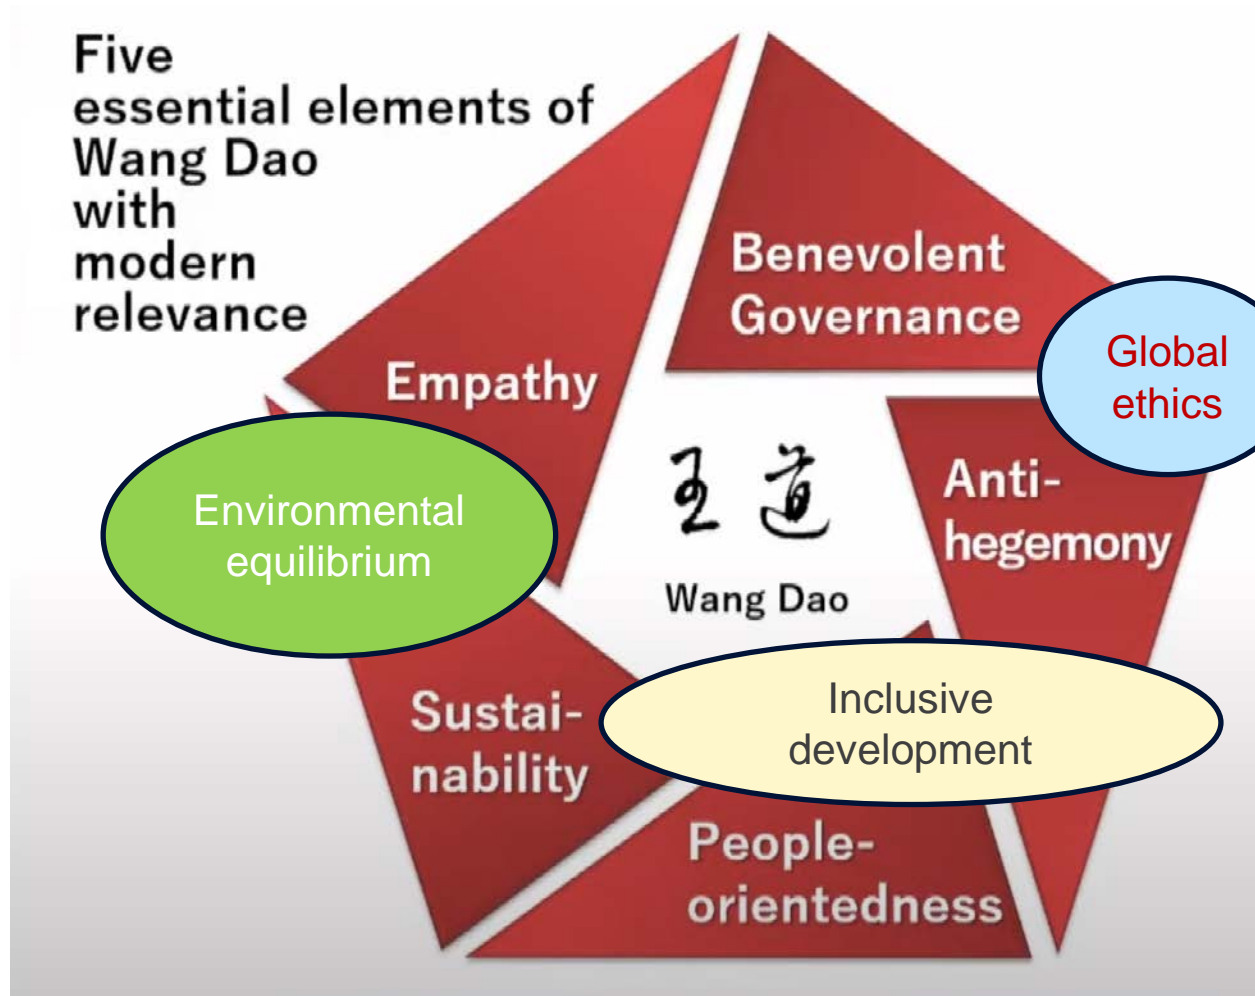 Five
essential elements of
Wang Dao
with
modern
relevance
Benevolent
Governance
Global
ethics
Empathy
Anti-
hegemony
王道
Wang Dao
Environmental
equilibrium
Sustai-
nability
Inclusive
development
People-
orientedness